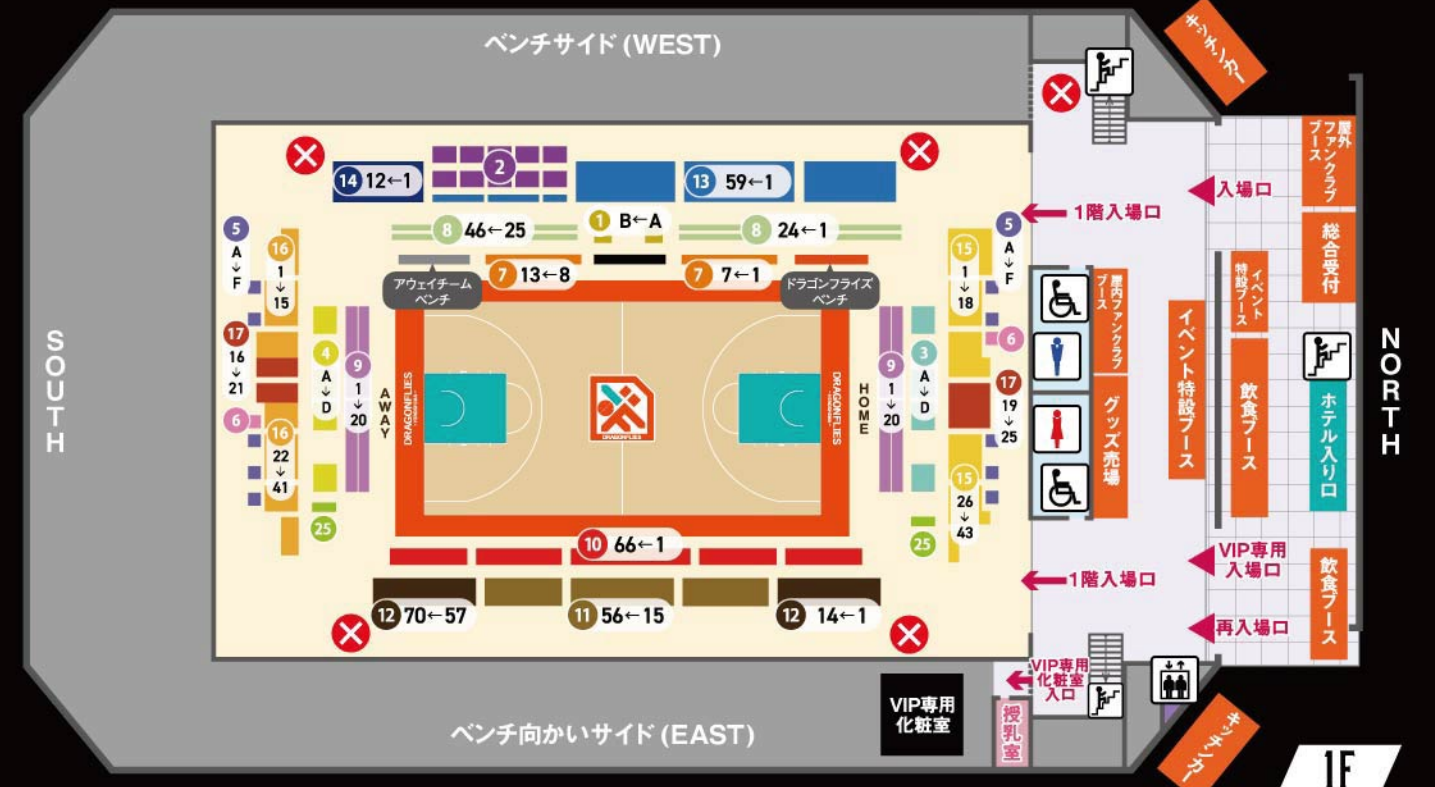 ベンチサイド (WEST)
キッチンカー
14 12←1
2
13 59←1
屋外
ファンクラブ
ブース
入場口
1階入場口
総合受付
8 46←25
1 B←A
8 24←1
5
A
↓
F
16
1
↓
15
アウェイチーム
ベンチ
7 13←8
7 7←1
ドラゴンフライズ
ベンチ
15
1
↓
18
5
A
↓
F
屋内ファンクラブ
ブース
イベント
特設ブース
イベント特設ブース
SOUTH
17
16
↓
21
6
16
22
↓
41
4
A
↓
D
25
9
1
↓
20
AWAY
DRAGONFLIES
DRAGONFLIES
DRAGONFLIES
HOME
9
1
↓
20
3
A
↓
D
25
6
17
19
↓
25
15
26
↓
43
グッズ売場
飲食ブース
ホテル入り口
NORTH
10 66←1
12 70←57
11 56←15
12 14←1
1階入場口
VIP専用
入場口
再入場口
飲食ブース
VIP専用
化粧室
入口
VIP専用
化粧室
授乳室
ベンチ向かいサイド (EAST)
キッチンカー
1F